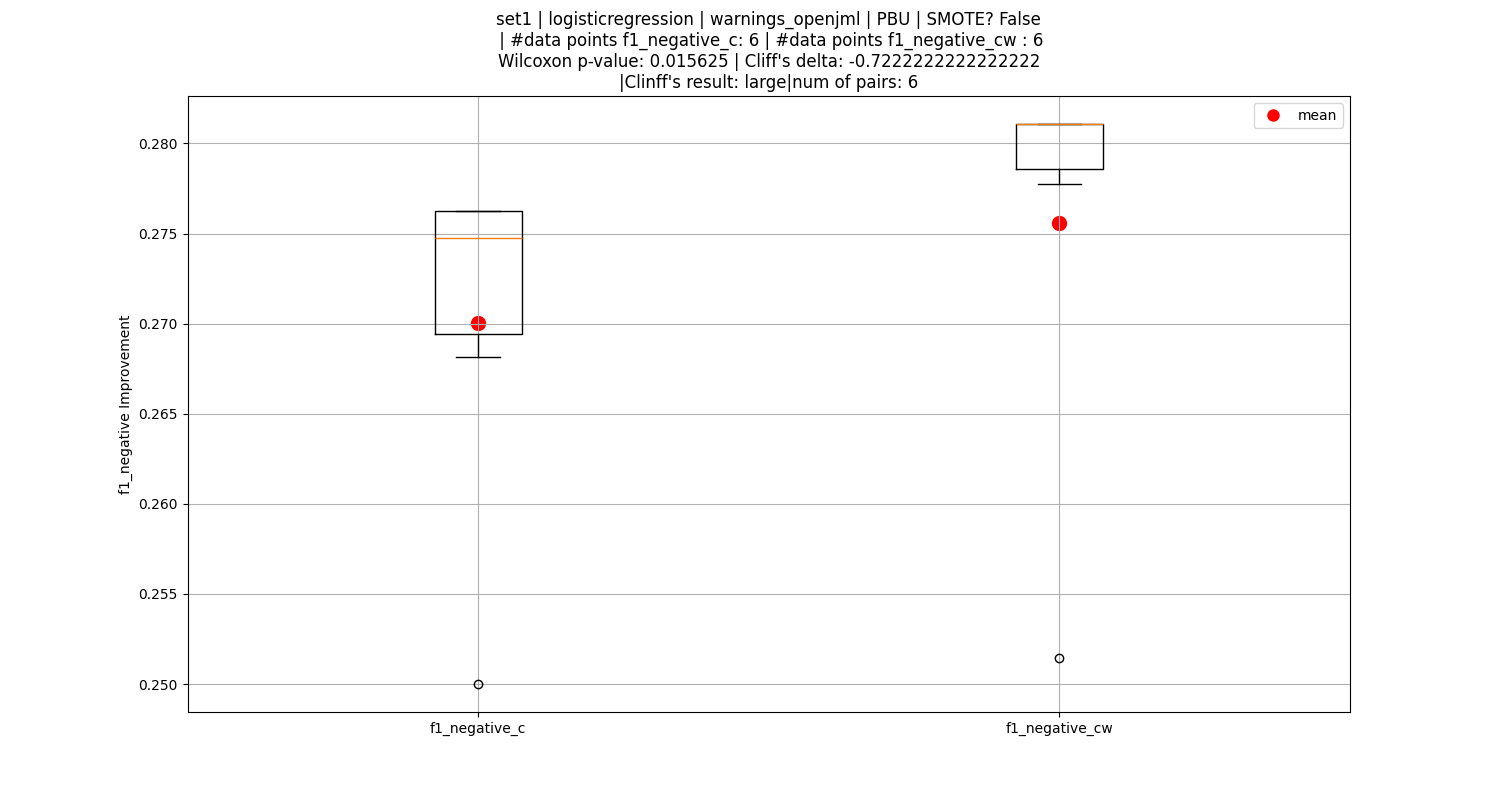 set1 | logisticregression | warnings_openjml | PBU | SMOTE? False
| #data points f1_negative_c: 6 | #data points f1_negative_cw : 6
Wilcoxon p-value: 0.015625 | Cliff's delta: -0.7222222222222222
|Clinff's result: large|num of pairs: 6
mean
0.280
0.275
0.270
0.265
0.260
0.255
0.250
f1_negative Improvement
f1_negative_c
f1_negative_cw